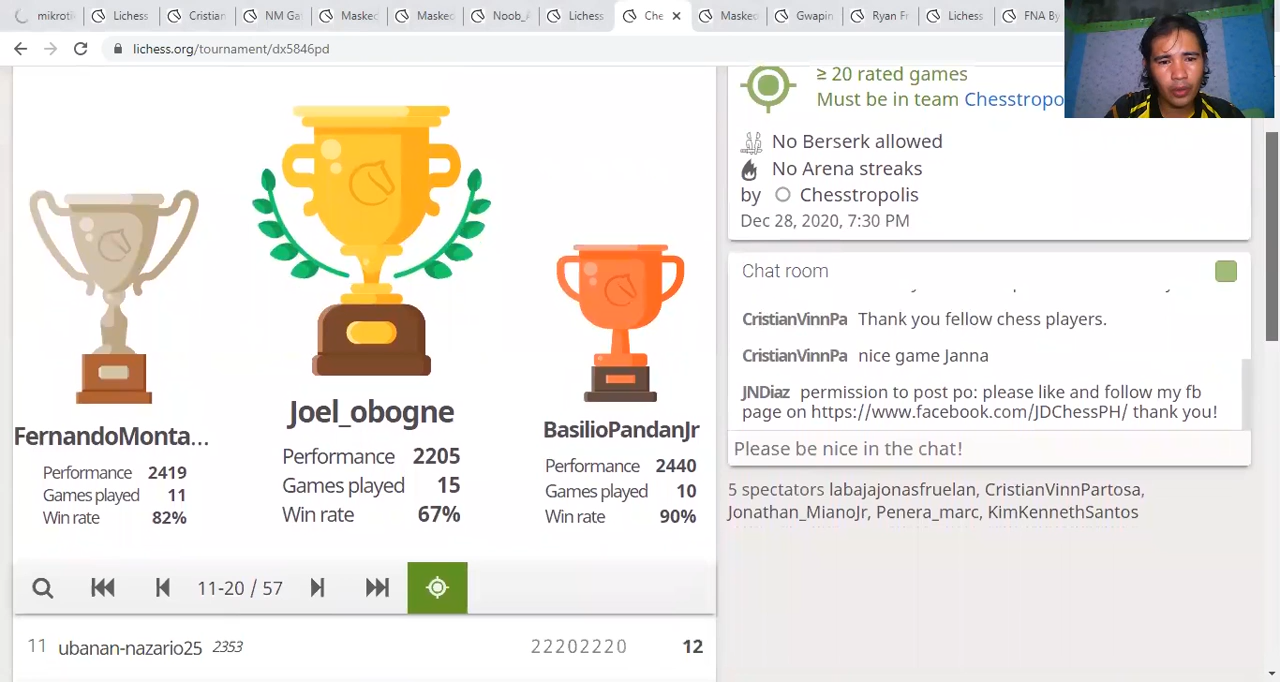 mikroti
Lichess
Cristian
NM Ga
Masked
Masked
Noob_A
Lichess
Che
Masked
Gwapin
Ryan Fr
Lichess
FNA By
lichess.org/tournament/dx5846pd
≥ 20 rated games
Must be in team Chesstropo
No Berserk allowed
No Arena streaks
by Chesstropolis
Dec 28, 2020, 7:30 PM
FernandoMonta...
Performance 2419
Games played 11
Win rate 82%
Joel_obogne
Performance 2205
Games played 15
Win rate 67%
BasilioPandanJr
Performance 2440
Games played 10
Win rate 90%
11-20 / 57
11 ubanan-nazario25 2353 22202220 12
Chat room
CristianVinnPa Thank you fellow chess players.
CristianVinnPa nice game Janna
JNDiaz permission to post po: please like and follow my fb
page on https://www.facebook.com/JDChessPH/ thank you!
Please be nice in the chat!
5 spectators labajajonasfruelan, CristianVinnPartosa,
Jonathan_MianoJr, Penera_marc, KimKennethSantos